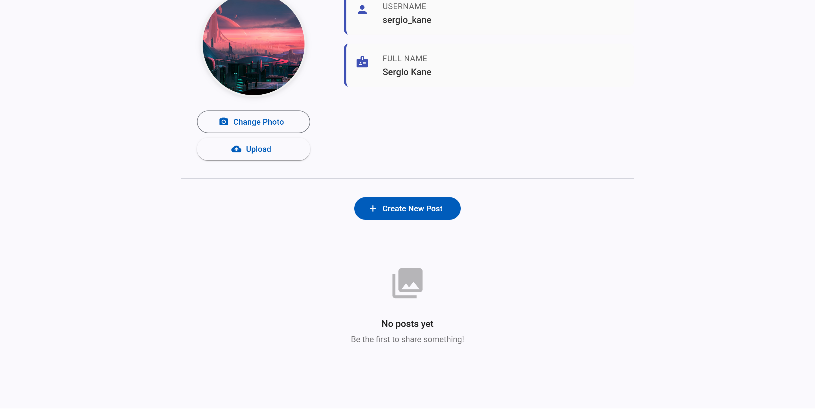 USERNAME
sergio_kane
FULL NAME
Sergio Kane
Change Photo
Upload
Create New Post
No posts yet
Be the first to share something!